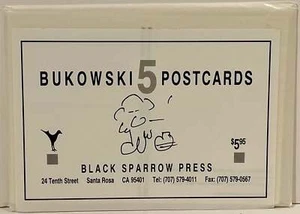 BUKOWSKI 5 POSTCARDS
$5.95
BLACK SPARROW PRESS
24 Tenth Street Santa Rosa CA 95401 Tel: (707) 579-4011 Fax: (707) 579-0567